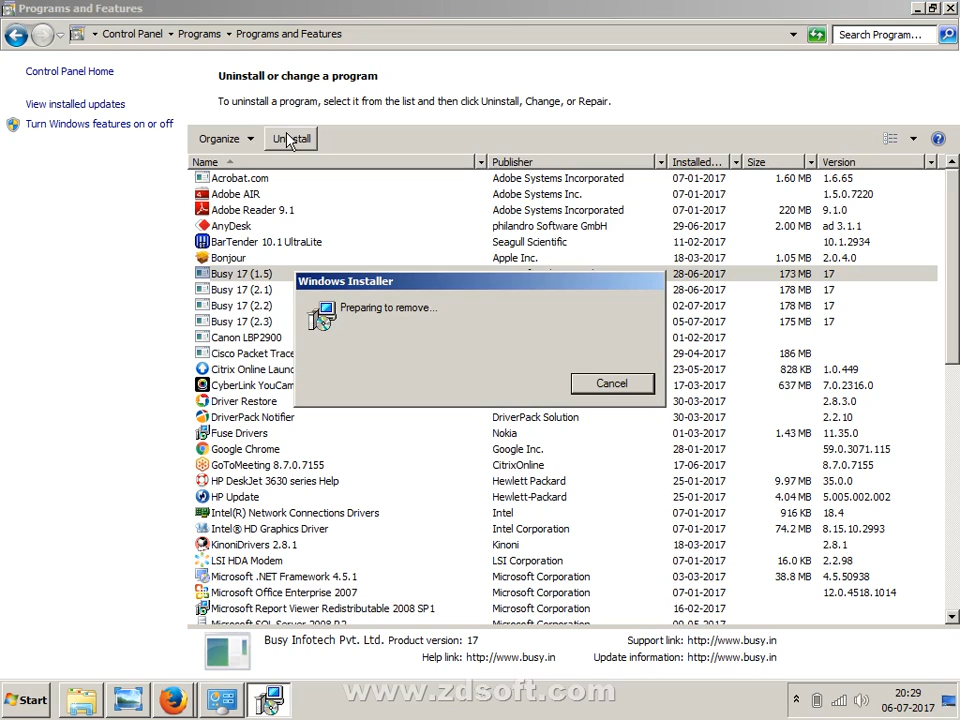 Programs and Features
Control Panel Programs Programs and Features
Search Program...
Control Panel Home
View installed updates
Turn Windows features on or off
Uninstall or change a program
To uninstall a program, select it from the list and then click Uninstall, Change, or Repair.
Organize Uninstall
Name Publisher Installed... Size Version
Acrobat.com Adobe Systems Incorporated 07-01-2017 1.60 MB 1.6.65
Adobe AIR Adobe Systems Inc. 07-01-2017 1.5.0.7220
Adobe Reader 9.1 Adobe Systems Incorporated 07-01-2017 220 MB 9.1.0
AnyDesk philandro Software GmbH 29-06-2017 2.00 MB ad 3.1.1
BarTender 10.1 UltraLite Seagull Scientific 11-02-2017 10.1.2934
Bonjour Apple Inc. 18-03-2017 1.05 MB 2.0.4.0
Busy 17 (1.5) 28-06-2017 173 MB 17
Busy 17 (2.1) 28-06-2017 178 MB 17
Busy 17 (2.2) 02-07-2017 178 MB 17
Busy 17 (2.3) 05-07-2017 175 MB 17
Canon LBP2900 01-02-2017
Cisco Packet Trace 29-04-2017 186 MB
Citrix Online Launc 23-05-2017 828 KB 1.0.449
CyberLink YouCam 17-03-2017 637 MB 7.0.2316.0
Driver Restore 30-03-2017 2.8.3.0
DriverPack Notifier DriverPack Solution 30-03-2017 2.2.10
Fuse Drivers Nokia 01-03-2017 1.43 MB 11.35.0
Google Chrome Google Inc. 28-01-2017 59.0.3071.115
GoToMeeting 8.7.0.7155 CitrixOnline 17-06-2017 8.7.0.7155
HP DeskJet 3630 series Help Hewlett Packard 25-01-2017 9.97 MB 35.0.0
HP Update Hewlett-Packard 25-01-2017 4.04 MB 5.005.002.002
Intel(R) Network Connections Drivers Intel 07-01-2017 916 KB 18.4
Intel® HD Graphics Driver Intel Corporation 07-01-2017 74.2 MB 8.15.10.2993
KinoniDrivers 2.8.1 Kinoni 18-03-2017 2.8.1
LSI HDA Modem LSI Corporation 07-01-2017 16.0 KB 2.2.98
Microsoft .NET Framework 4.5.1 Microsoft Corporation 03-03-2017 38.8 MB 4.5.50938
Microsoft Office Enterprise 2007 Microsoft Corporation 07-01-2017 12.0.4518.1014
Microsoft Report Viewer Redistributable 2008 SP1 Microsoft Corporation 16-02-2017
Windows Installer
Preparing to remove...
Cancel
Busy Infotech Pvt. Ltd. Product version: 17 Support link: http://www.busy.in
Help link: http://www.busy.in Update information: http://www.busy.in
Start
www.zdsoft.com
20:29
06-07-2017